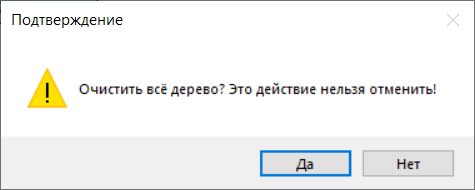 Подтверждение
Очистить всё дерево? Это действие нельзя отменить!
Да
Нет